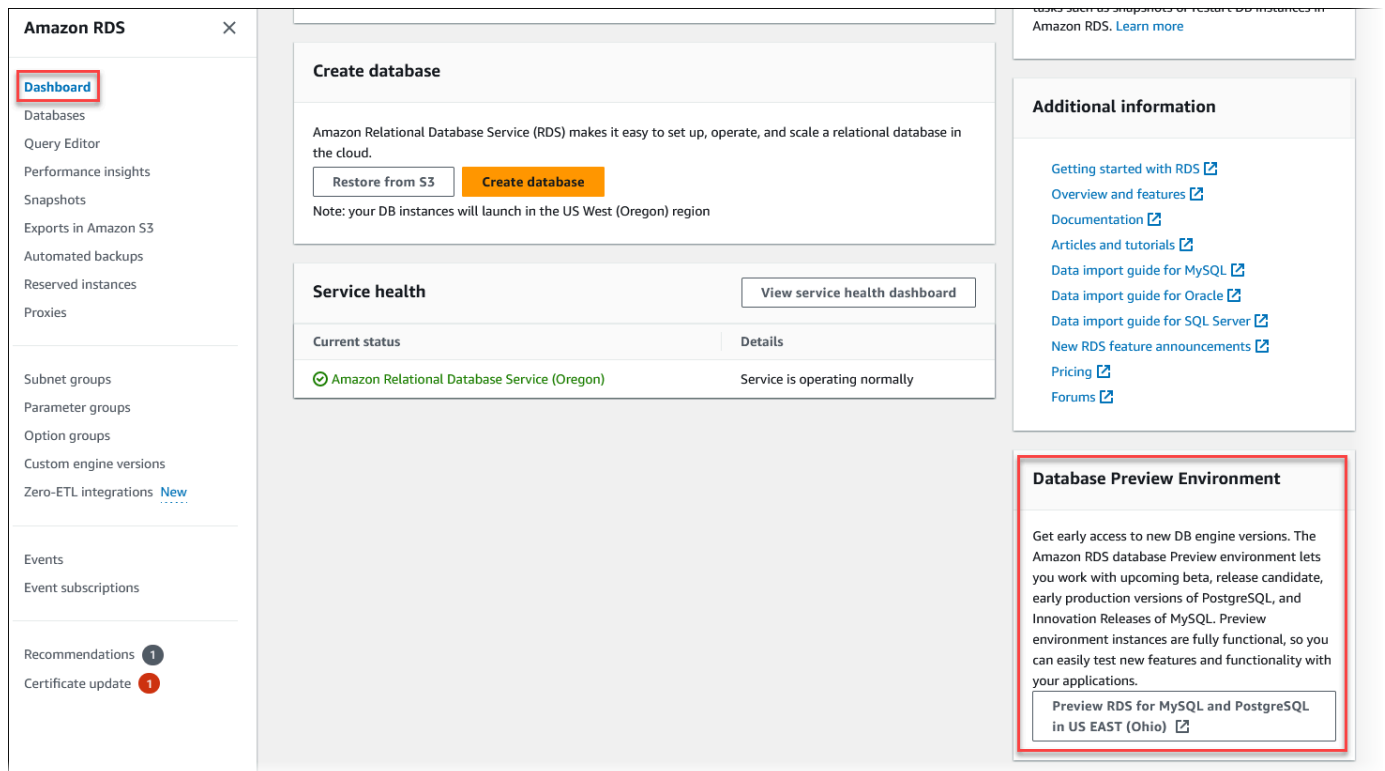 Amazon RDS
Dashboard
Databases
Query Editor
Performance insights
Snapshots
Exports in Amazon S3
Automated backups
Reserved instances
Proxies
Subnet groups
Parameter groups
Option groups
Custom engine versions
Zero-ETL integrations New
Events
Event subscriptions
Recommendations 1
Certificate update 1
Create database
Amazon Relational Database Service (RDS) makes it easy to set up, operate, and scale a relational database in
the cloud.
Restore from S3
Create database
Note: your DB instances will launch in the US West (Oregon) region
Service health
View service health dashboard
Current status
Details
Amazon Relational Database Service (Oregon)
Service is operating normally
tasks such as snapshots or restart DB instances in
Amazon RDS. Learn more
Additional information
Getting started with RDS
Overview and features
Documentation
Articles and tutorials
Data import guide for MySQL
Data import guide for Oracle
Data import guide for SQL Server
New RDS feature announcements
Pricing
Forums
Database Preview Environment
Get early access to new DB engine versions. The
Amazon RDS database Preview environment lets
you work with upcoming beta, release candidate,
early production versions of PostgreSQL, and
Innovation Releases of MySQL. Preview
environment instances are fully functional, so you
can easily test new features and functionality with
your applications.
Preview RDS for MySQL and PostgreSQL
in US EAST (Ohio)